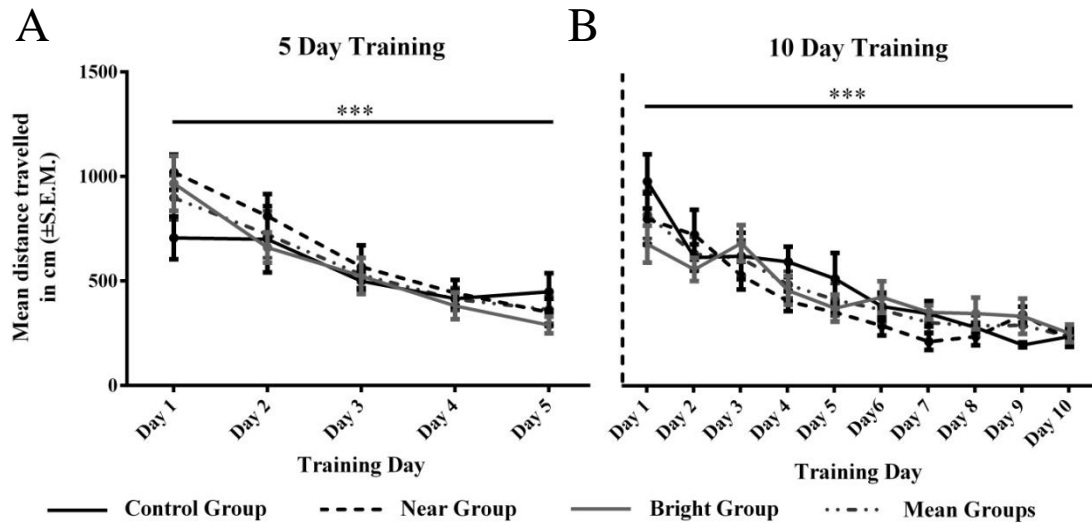 A
B
5 Day Training
10 Day Training
Mean distance travelled
in cm (±S.E.M.)
1500
1000
500
0
***
***
Day 1
Day 2
Day 3
Day 4
Day 5
Day 1
Day 2
Day 3
Day 4
Day 5
Day6
Day 7
Day 8
Day 9
Day 10
Training Day
Training Day
Control Group
Near Group
Bright Group
Mean Groups